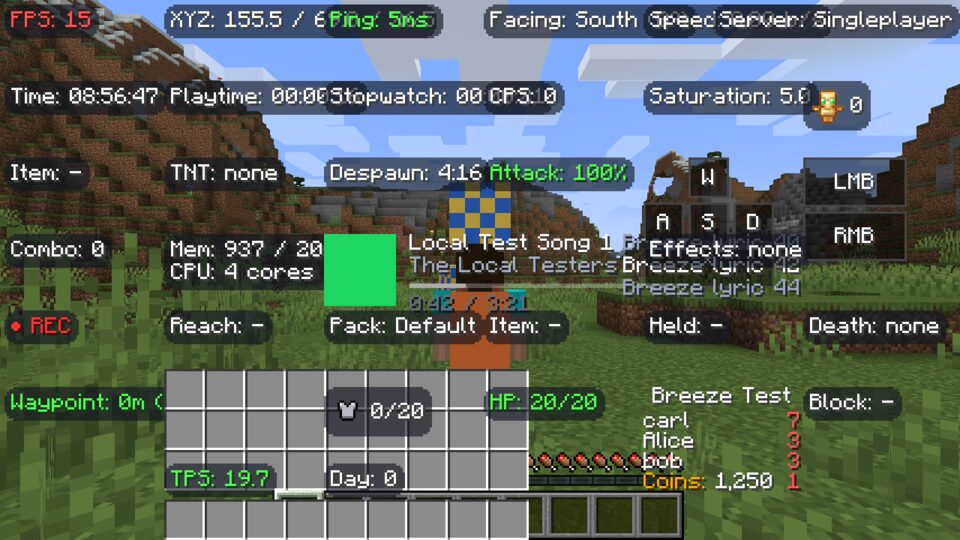 FPS: 15
XYZ: 155.5 / 6
Ping: 5ms
Facing: South
Speed
Server: Singleplayer
Time: 08:56:47
Playtime: 00:00
Stopwatch: 00
CPS:
Saturation: 5.0
0
Item: -
TNT: none
Despawn: 4:16
Attack: 100%
W
LMB
A S D
RMB
Combo: 0
Mem: 937 / 20
CPU: 4 cores
Local Test Song 1
The Local Testers
0:42 / 3:21
Effects: none
Breeze lyric 42
Breeze lyric 44
• REC
Reach: -
Pack: Default
Item: -
Held: -
Death: none
Waypoint: 0m (
0/20
HP: 20/20
Breeze Test
carl 7
Alice 3
bob 3
Coins: 1,250 1
Block: -
TPS: 19.7
Day: 0